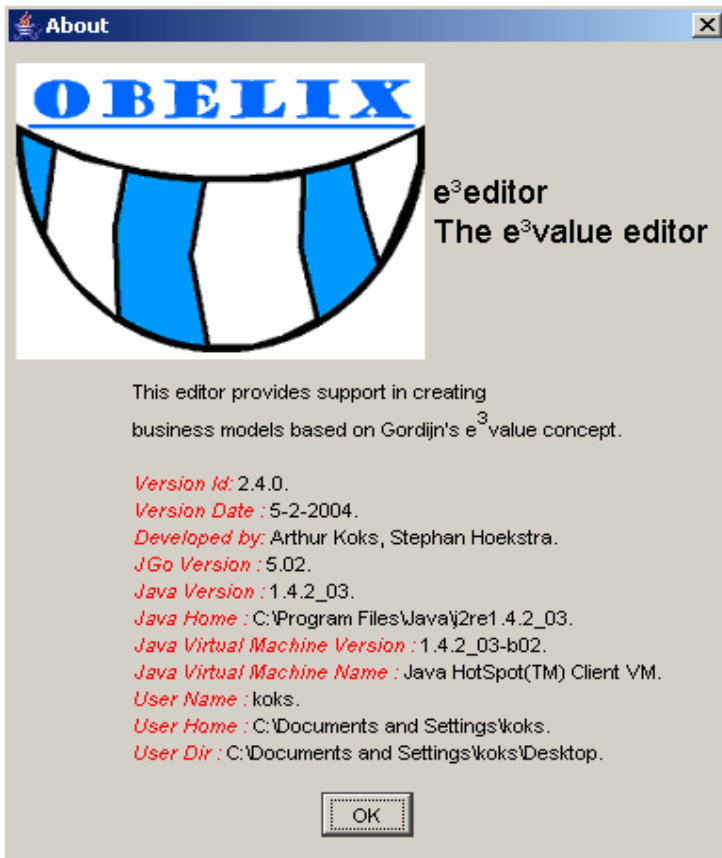 About
OBELIX
e³editor
The e³value editor
This editor provides support in creating
business models based on Gordijn's e³value concept.
Version Id: 2.4.0.
Version Date : 5-2-2004.
Developed by: Arthur Koks, Stephan Hoekstra.
JGo Version : 5.02.
Java Version : 1.4.2_03.
Java Home : C:\Program Files\Java\j2re1.4.2_03.
Java Virtual Machine Version : 1.4.2_03-b02.
Java Virtual Machine Name : Java HotSpot(TM) Client VM.
User Name : koks.
User Home : C:\Documents and Settings\koks.
User Dir : C:\Documents and Settings\koks\Desktop.
OK